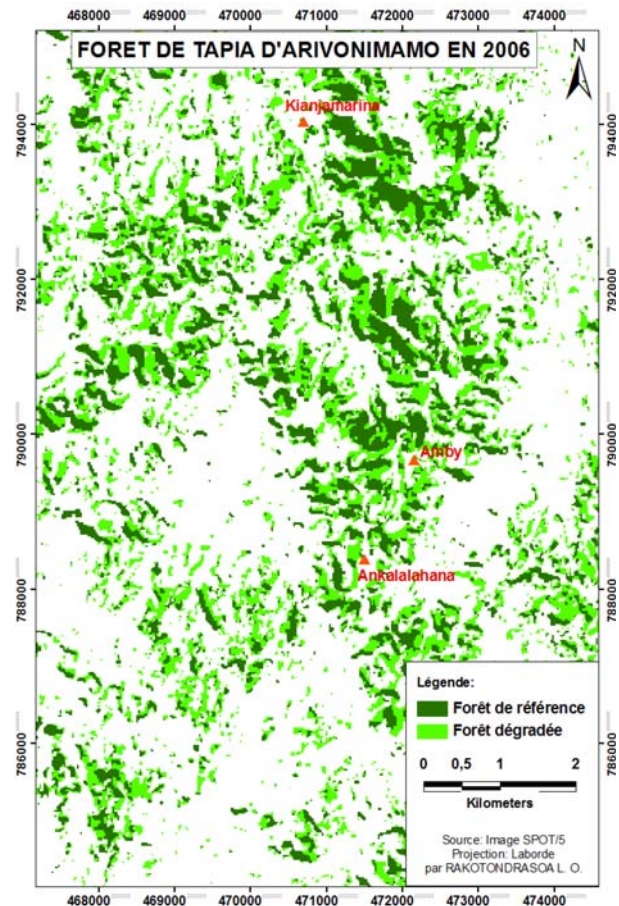 468000 469000 470000 471000 472000 473000 474000
FORET DE TAPIA D'ARIVONIMAMO EN 2006
N
Kianjamarina
794000 794000
792000 792000
790000 790000
Amby
Ankalalahana
788000 788000
786000 786000
Légende:
Forêt de référence
Forêt dégradée
0 0,5 1 2
Kilometers
Source: Image SPOT/5
Projection: Laborde
par RAKOTONDRASOA L. O.
468000 469000 470000 471000 472000 473000 474000